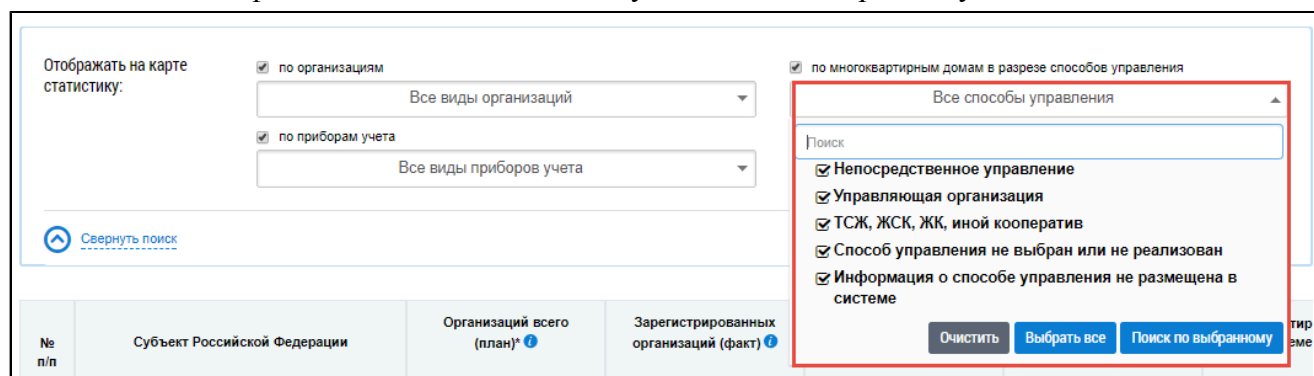 Отображать на карте
статистику:
по организациям
Все виды организаций
по приборам учета
Все виды приборов учета
по многоквартирным домам в разрезе способов управления
Все способы управления
Поиск
Непосредственное управление
Управляющая организация
ТСЖ, ЖСК, ЖК, иной кооператив
Способ управления не выбран или не реализован
Информация о способе управления не размещена в
системе
Очистить Выбрать все Поиск по выбранному
Свернуть поиск
№
п/п
Субъект Российской Федерации
Организаций всего
(план)*
Зарегистрированных
организаций (факт)